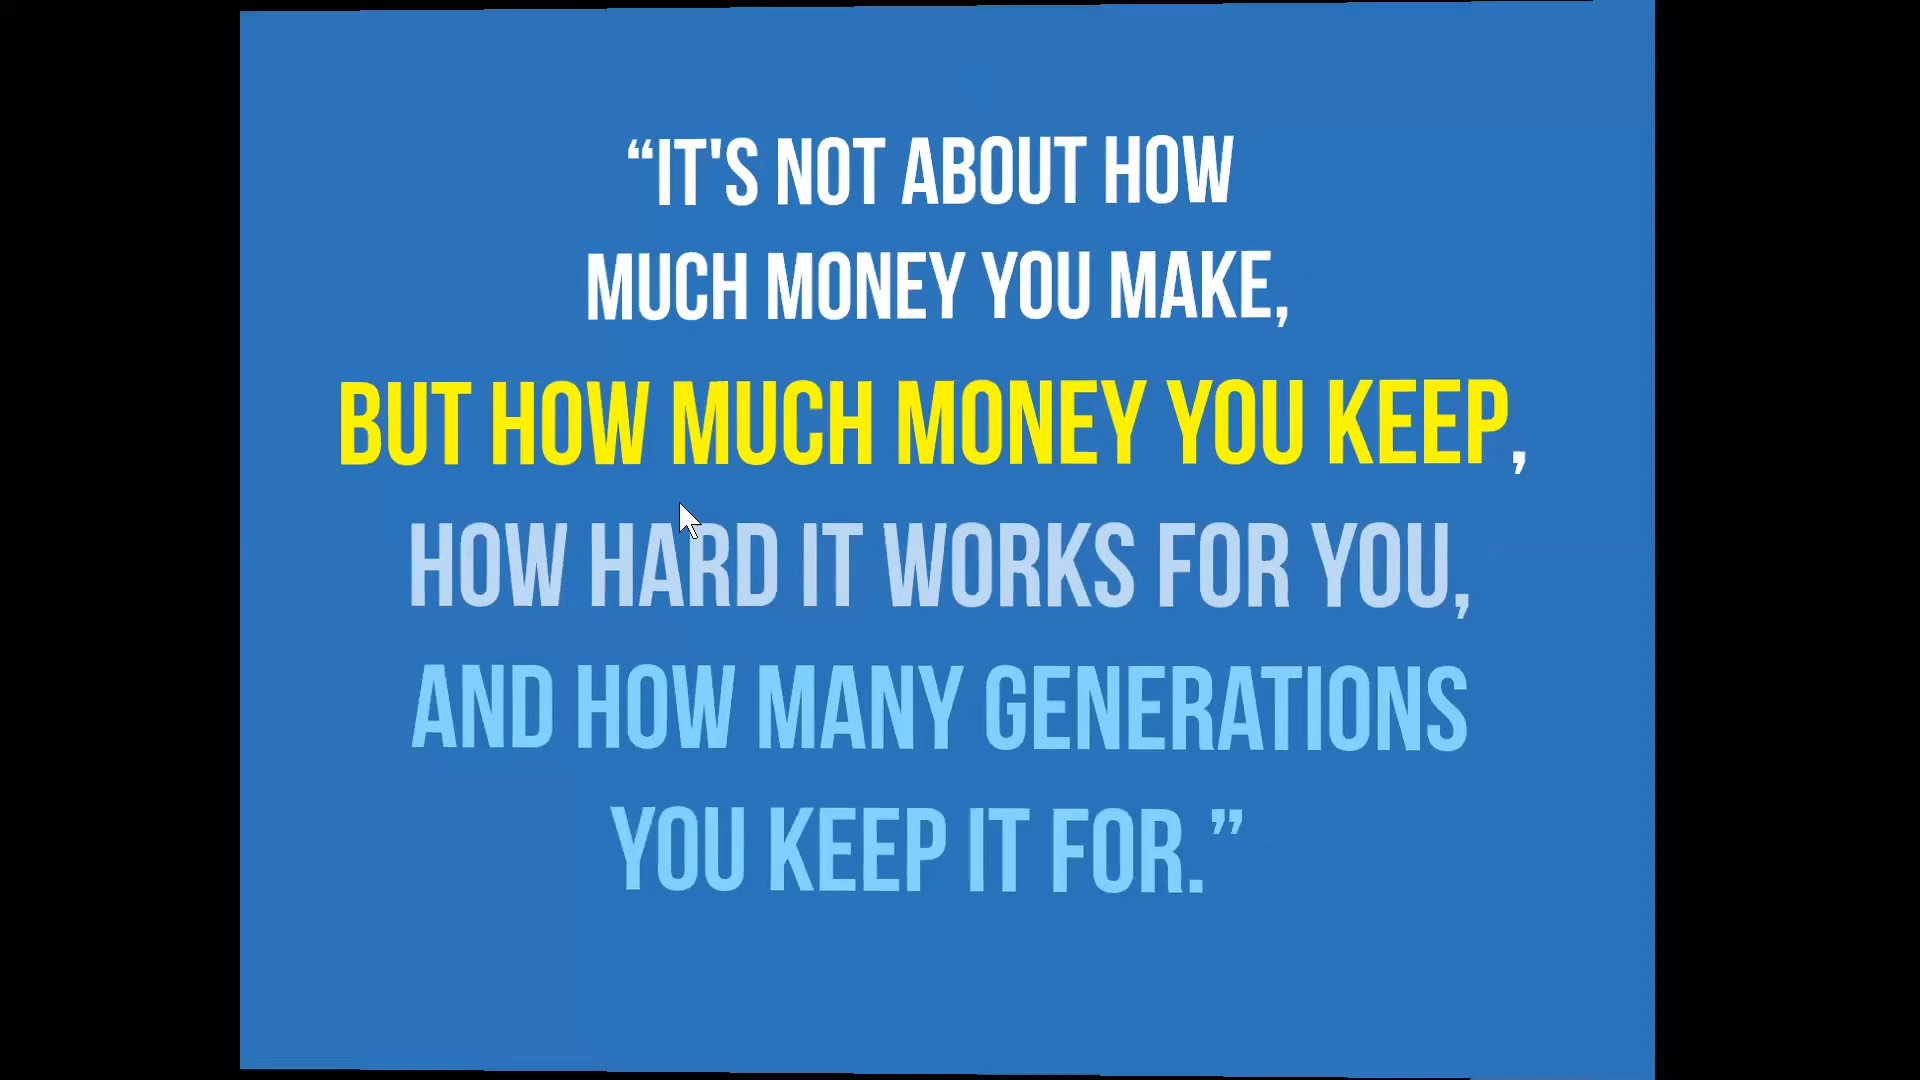 “IT'S NOT ABOUT HOW
MUCH MONEY YOU MAKE,
BUT HOW MUCH MONEY YOU KEEP,
HOW HARD IT WORKS FOR YOU,
AND HOW MANY GENERATIONS
YOU KEEP IT FOR.”